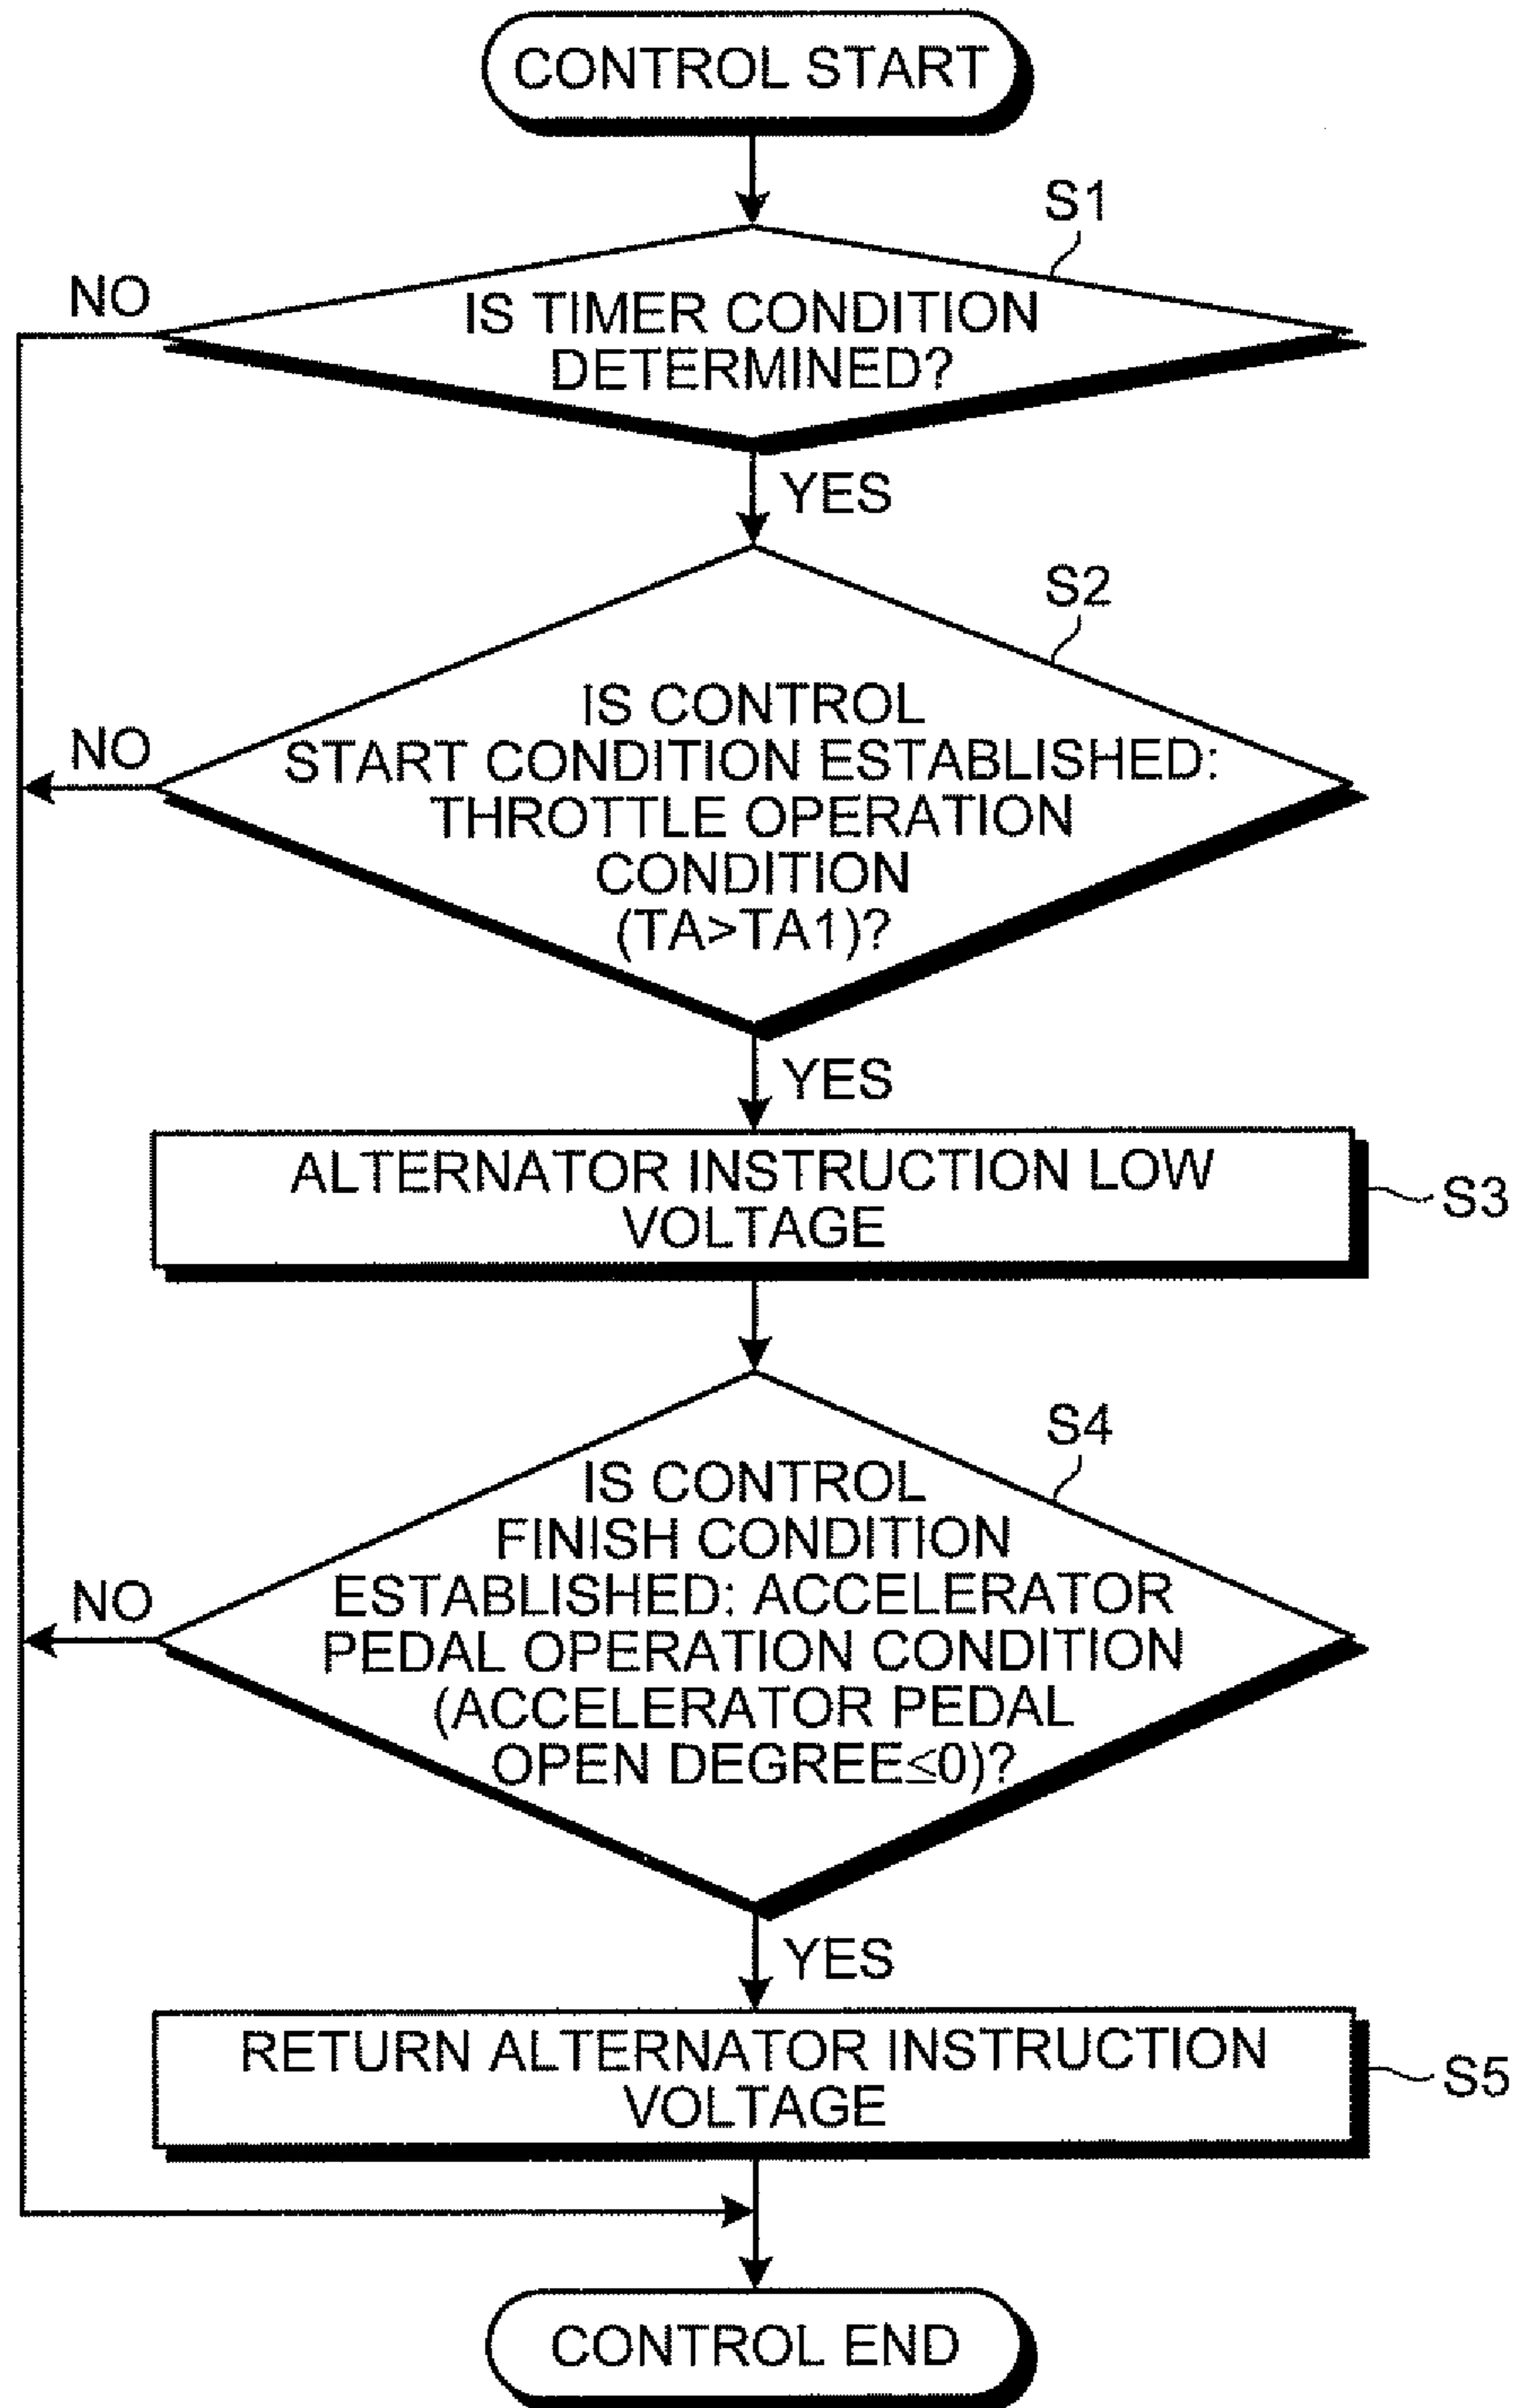 CONTROL START
S1
NO
IS TIMER CONDITION
DETERMINED?
YES
S2
IS CONTROL
START CONDITION ESTABLISHED:
THROTTLE OPERATION
CONDITION
(TA>TA1)?
NO
YES
ALTERNATOR INSTRUCTION LOW
VOLTAGE
S3
S4
IS CONTROL
FINISH CONDITION
ESTABLISHED: ACCELERATOR
PEDAL OPERATION CONDITION
(ACCELERATOR PEDAL
OPEN DEGREE≤0)?
NO
YES
RETURN ALTERNATOR INSTRUCTION
VOLTAGE
S5
CONTROL END